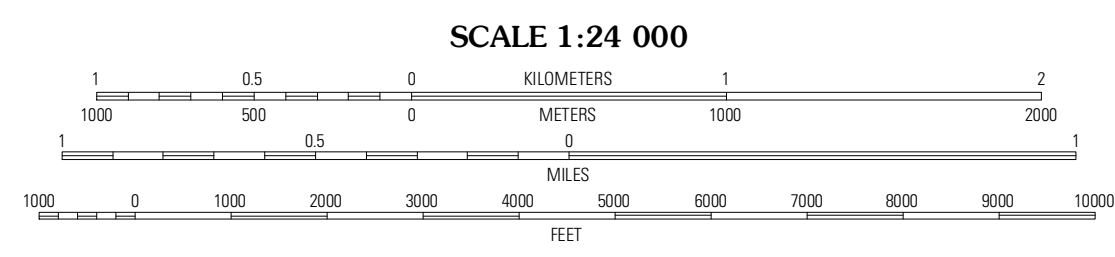 SCALE 1:24 000
1 0.5 0 KILOMETERS 1 2
1000 500 0 METERS 1000 2000
1 0.5 0 1
MILES
1000 0 1000 2000 3000 4000 5000 6000 7000 8000 9000 10000
FEET